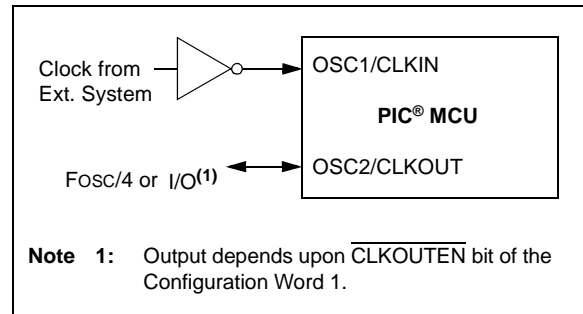 Clock from
Ext. System
OSC1/CLKIN
PIC® MCU
FOSC/4 or I/O(1)
OSC2/CLKOUT
Note 1: Output depends upon CLKOUTEN bit of the
Configuration Word 1.